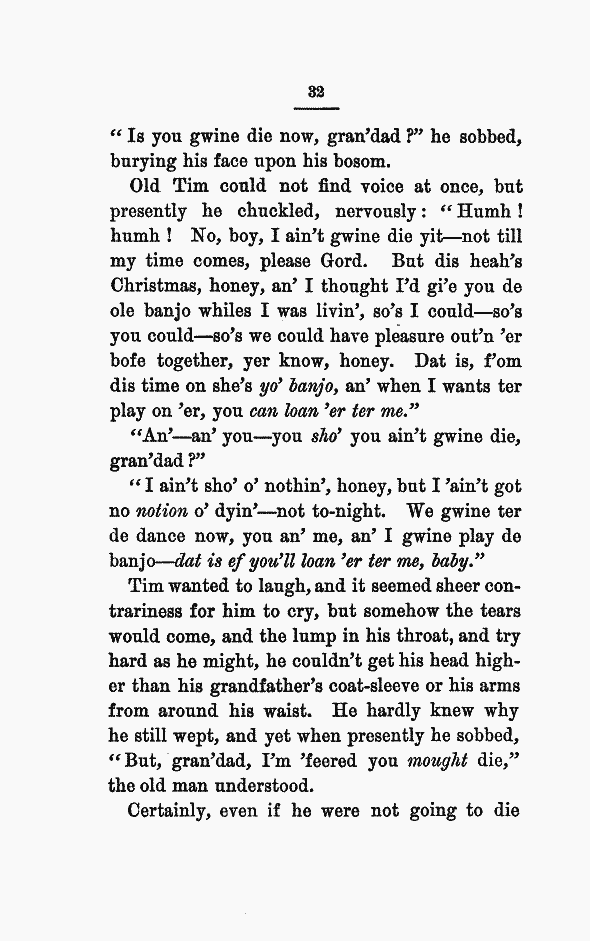 32
“ Is you gwine die now, gran’dad ?” he sobbed,
burying his face upon his bosom.
Old Tim could not find voice at once, but
presently he chuckled, nervously : “ Humh !
humh ! No, boy, I ain’t gwine die yit—not till
my time comes, please Gord. But dis heah’s
Christmas, honey, an’ I thought I’d gi’e you de
ole banjo whiles I was livin’, so’s I could—so’s
you could—so’s we could have pleasure out’n ’er
bofe together, yer know, honey. Dat is, f’om
dis time on she’s yo’ banjo, an’ when I wants ter
play on ’er, you can loan ’er ter me.”
“An’—an’ you—you sho’ you ain’t gwine die,
gran’dad ?”
“ I ain’t sho’ o’ nothin’, honey, but I ’ain’t got
no notion o’ dyin’—not to-night. We gwine ter
de dance now, you an’ me, an’ I gwine play de
banjo—dat is ef you’ll loan ’er ter me, baby.”
Tim wanted to laugh, and it seemed sheer con-
trariness for him to cry, but somehow the tears
would come, and the lump in his throat, and try
hard as he might, he couldn’t get his head high-
er than his grandfather’s coat-sleeve or his arms
from around his waist. He hardly knew why
he still wept, and yet when presently he sobbed,
“ But, gran’dad, I’m ’feered you mought die,”
the old man understood.
Certainly, even if he were not going to die